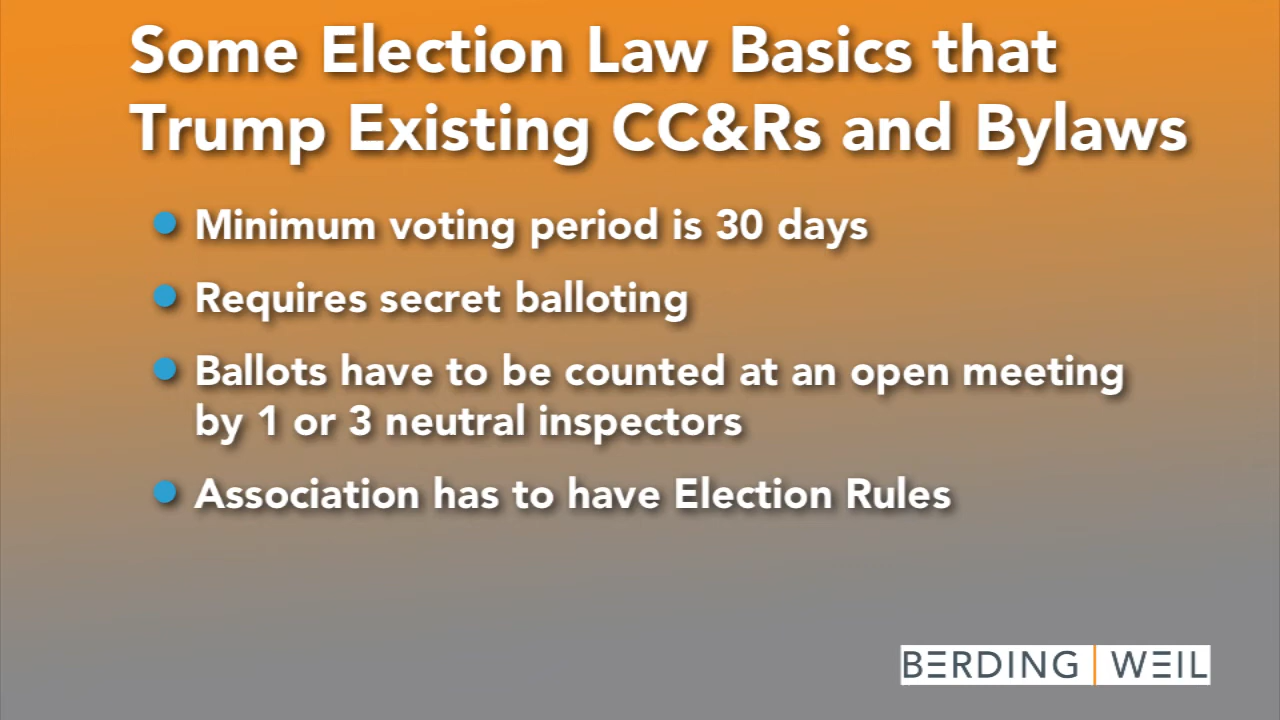 Some Election Law Basics that
Trump Existing CC&Rs and Bylaws
Minimum voting period is 30 days
Requires secret balloting
Ballots have to be counted at an open meeting
by 1 or 3 neutral inspectors
Association has to have Election Rules
BERDING | WEIL